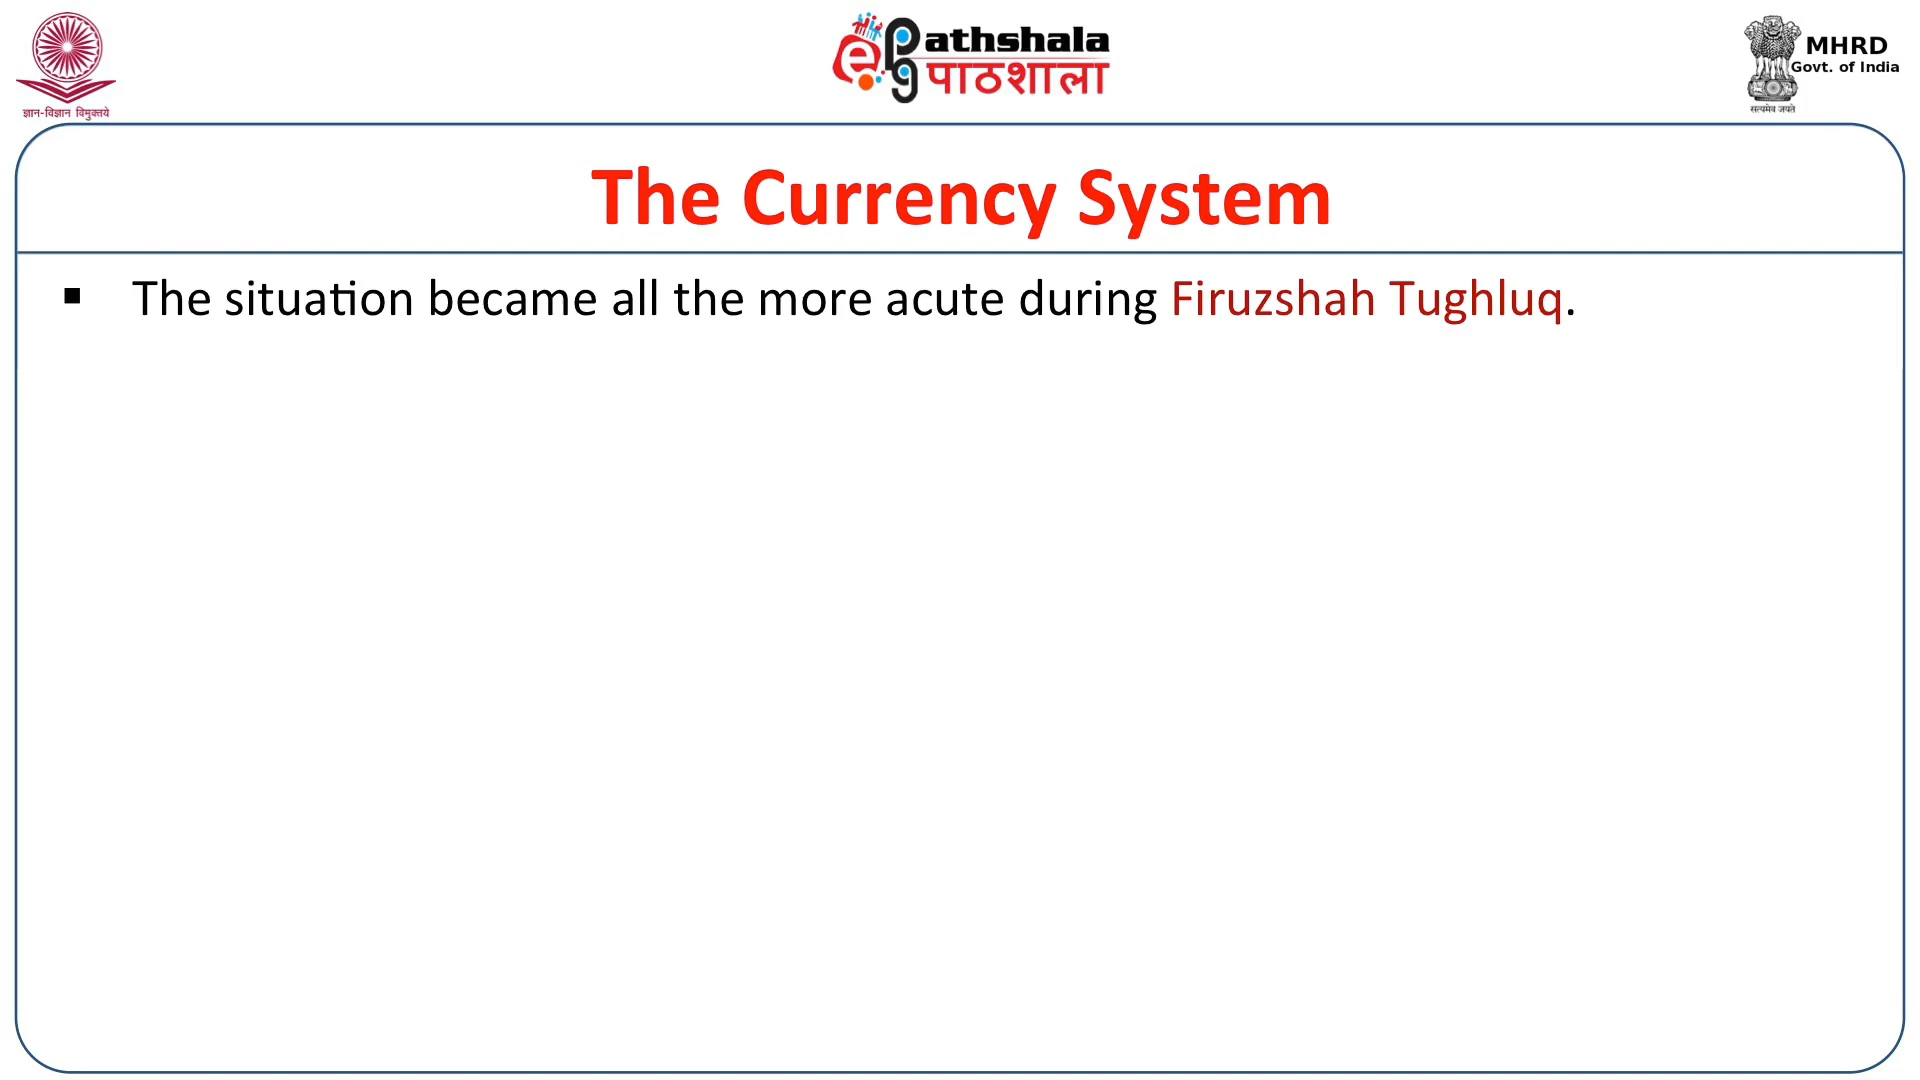 ज्ञान-विज्ञान विमुक्तये
ePathshala
पाठशाला
MHRD
Govt. of India
सत्यमेव जयते
The Currency System
▪ The situation became all the more acute during Firuzshah Tughluq.